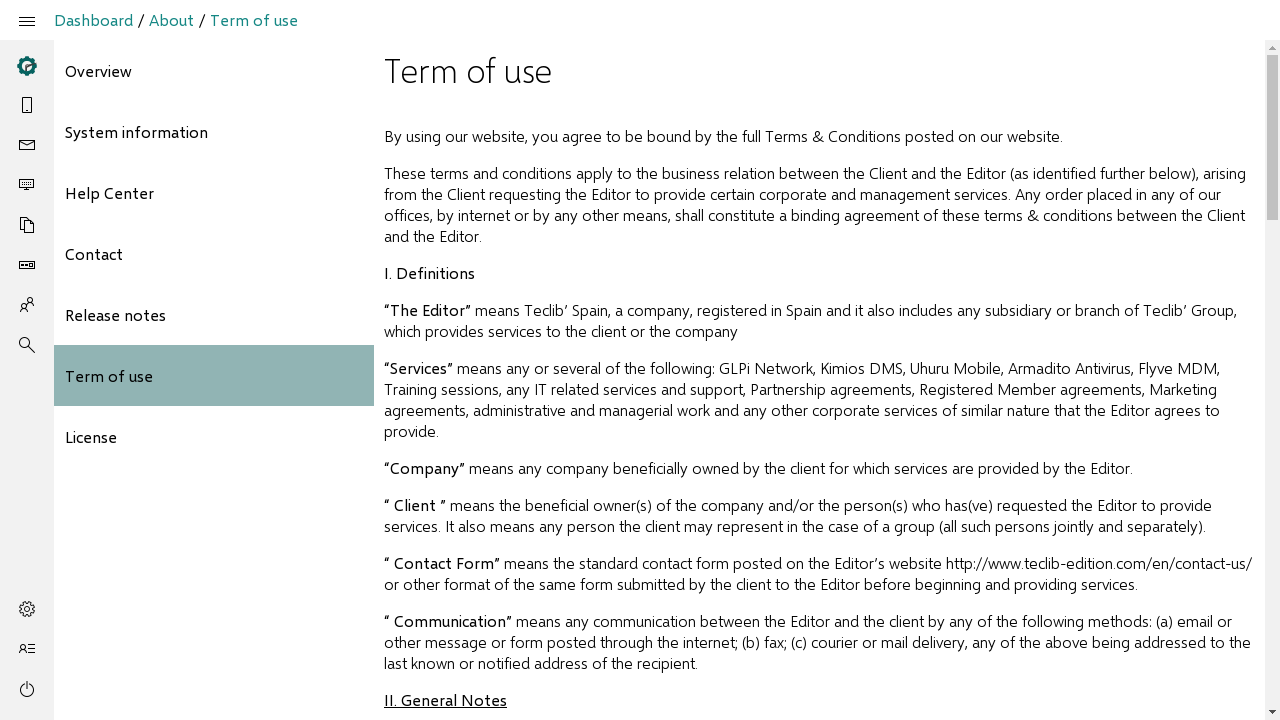 Dashboard / About / Term of use
Overview
System information
Help Center
Contact
Release notes
Term of use
License
Term of use
By using our website, you agree to be bound by the full Terms & Conditions posted on our website.
These terms and conditions apply to the business relation between the Client and the Editor (as identified further below), arising
from the Client requesting the Editor to provide certain corporate and management services. Any order placed in any of our
offices, by internet or by any other means, shall constitute a binding agreement of these terms & conditions between the Client
and the Editor.
I. Definitions
“The Editor” means Teclib’ Spain, a company, registered in Spain and it also includes any subsidiary or branch of Teclib’ Group,
which provides services to the client or the company
“Services” means any or several of the following: GLPi Network, Kimios DMS, Uhuru Mobile, Armadito Antivirus, Flyve MDM,
Training sessions, any IT related services and support, Partnership agreements, Registered Member agreements, Marketing
agreements, administrative and managerial work and any other corporate services of similar nature that the Editor agrees to
provide.
“Company” means any company beneficially owned by the client for which services are provided by the Editor.
“ Client ” means the beneficial owner(s) of the company and/or the person(s) who has(ve) requested the Editor to provide
services. It also means any person the client may represent in the case of a group (all such persons jointly and separately).
“ Contact Form” means the standard contact form posted on the Editor’s website http://www.teclib-edition.com/en/contact-us/
or other format of the same form submitted by the client to the Editor before beginning and providing services.
“ Communication” means any communication between the Editor and the client by any of the following methods: (a) email or
other message or form posted through the internet; (b) fax; (c) courier or mail delivery, any of the above being addressed to the
last known or notified address of the recipient.
II. General Notes